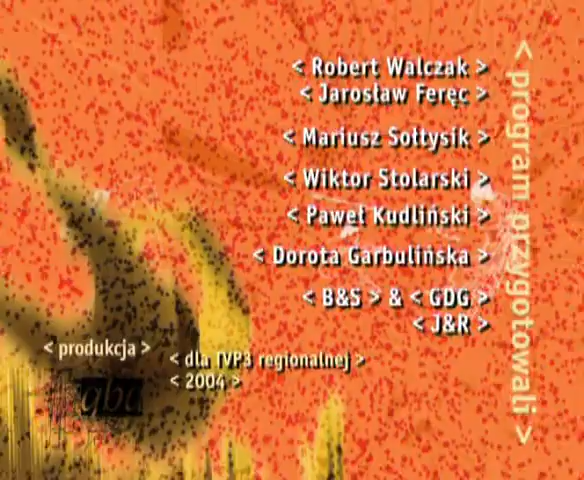 < Robert Walczak >
< Jarosław Feręc >
< Mariusz Sołtysik >
< Wiktor Stolarski >
< Paweł Kudliński >
< Dorota Garbulińska >
< B&S > & < GDG >
< J&R >
< program przygotowali >
< produkcja >
gba
< dla TVP3 regionalnej >
< 2004 >